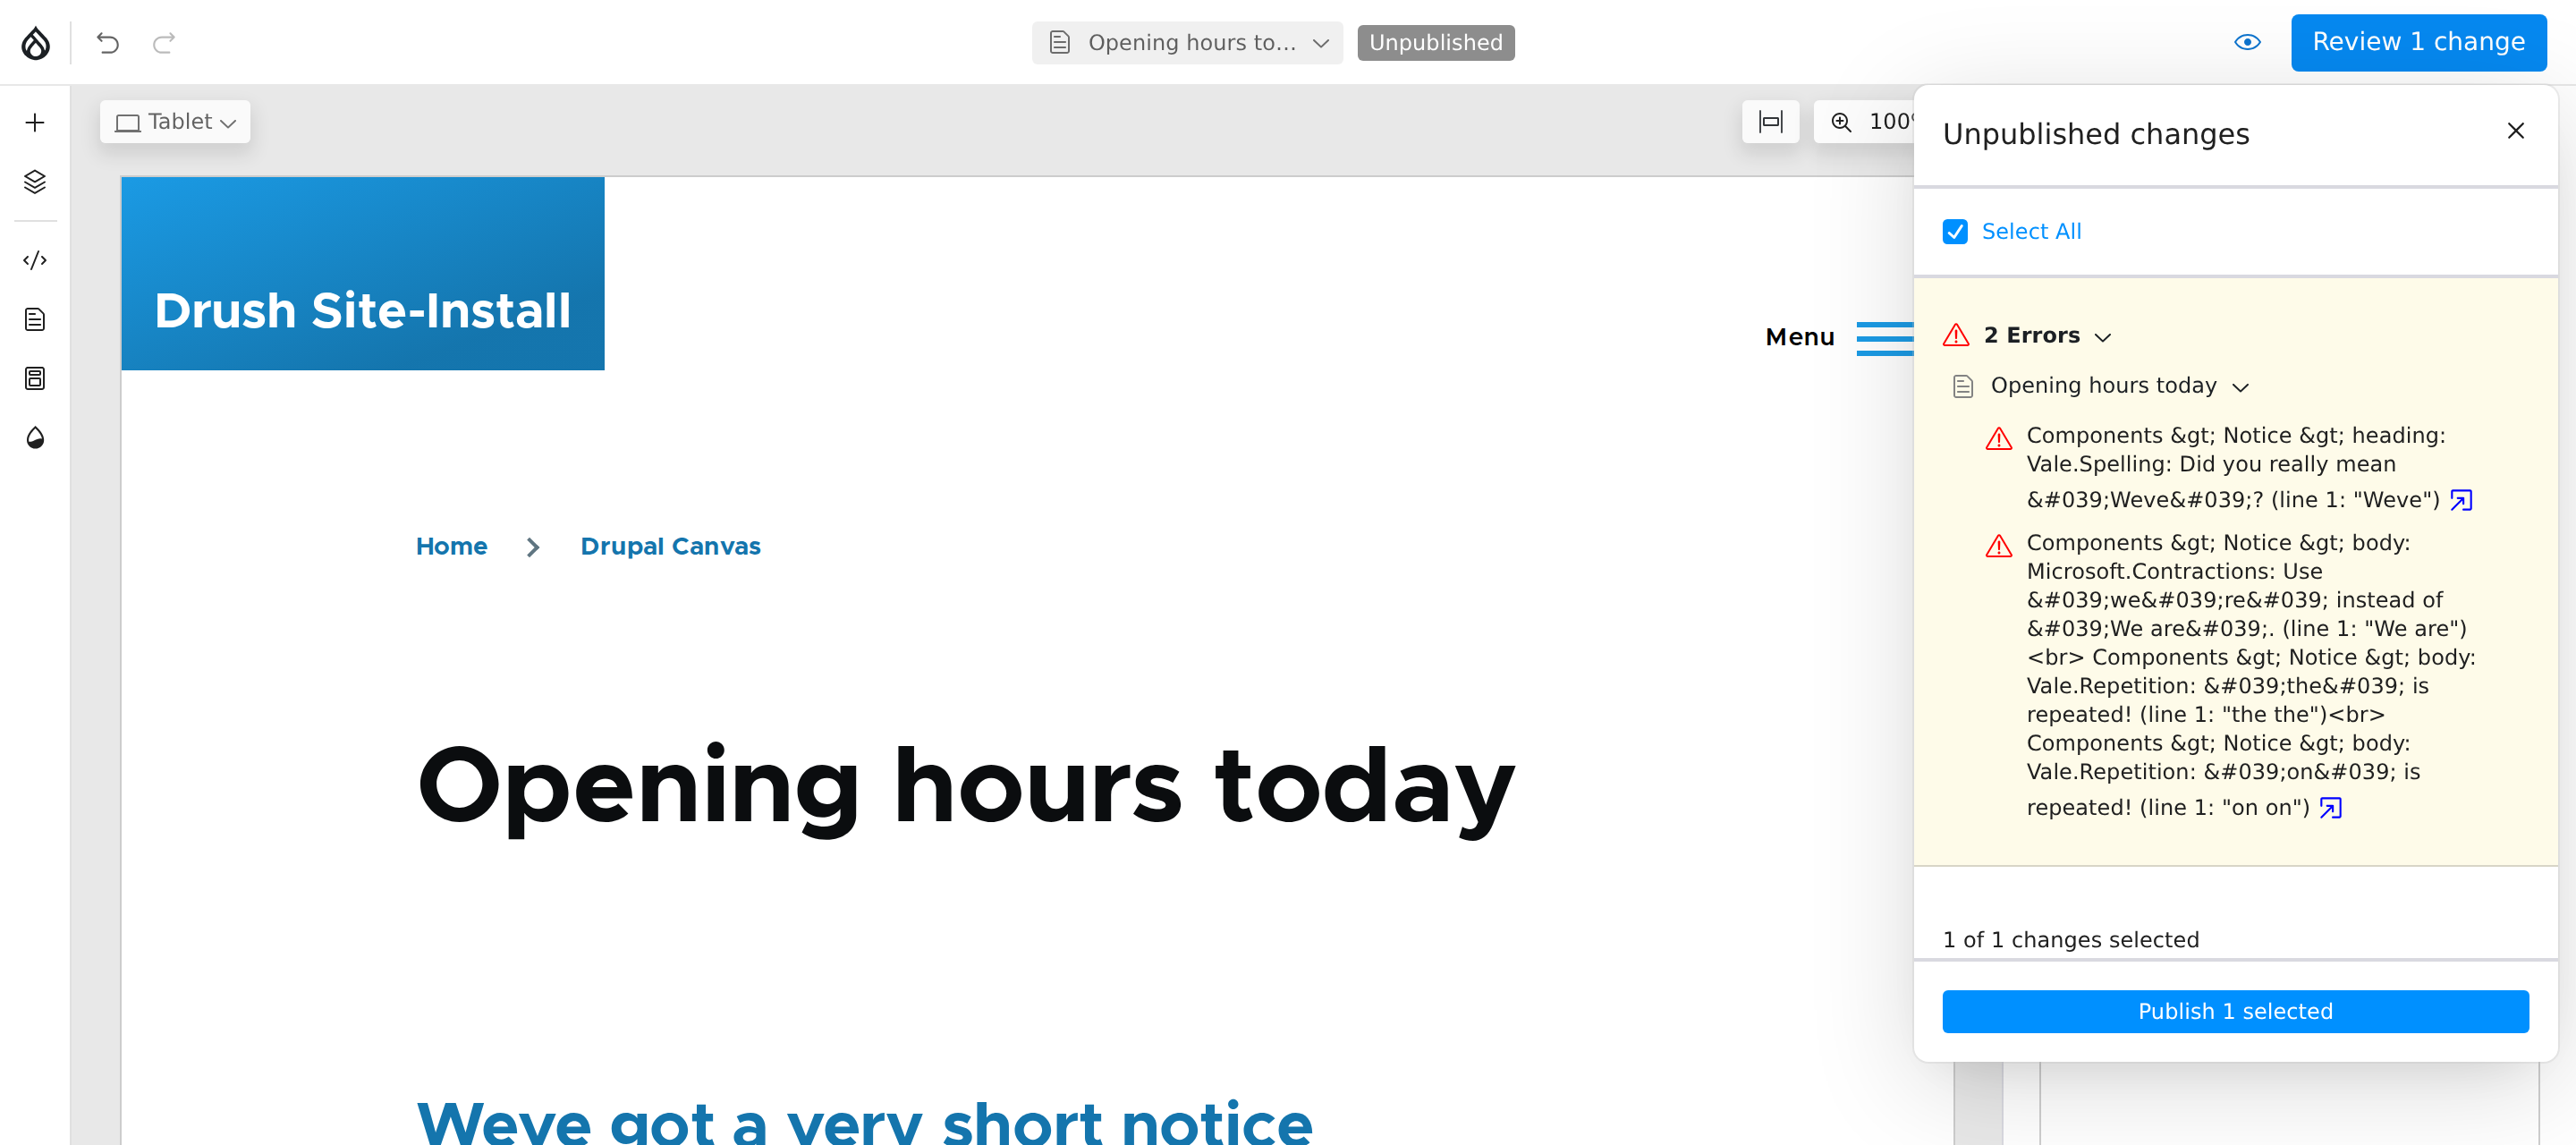 Opening hours to...
Unpublished
Review 1 change
Tablet
100
Unpublished changes
Select All
Drush Site-Install
Menu
2 Errors
Opening hours today
Components &gt; Notice &gt; heading:
Vale.Spelling: Did you really mean
&#039;Weve&#039;? (line 1: "Weve")
Components &gt; Notice &gt; body:
Microsoft.Contractions: Use
&#039;we&#039;re&#039; instead of
&#039;We are&#039;. (line 1: "We are")
<br> Components &gt; Notice &gt; body:
Vale.Repetition: &#039;the&#039; is
repeated! (line 1: "the the")<br>
Components &gt; Notice &gt; body:
Vale.Repetition: &#039;on&#039; is
repeated! (line 1: "on on")
1 of 1 changes selected
Publish 1 selected
Home
Drupal Canvas
Opening hours today
Weve got a very short notice